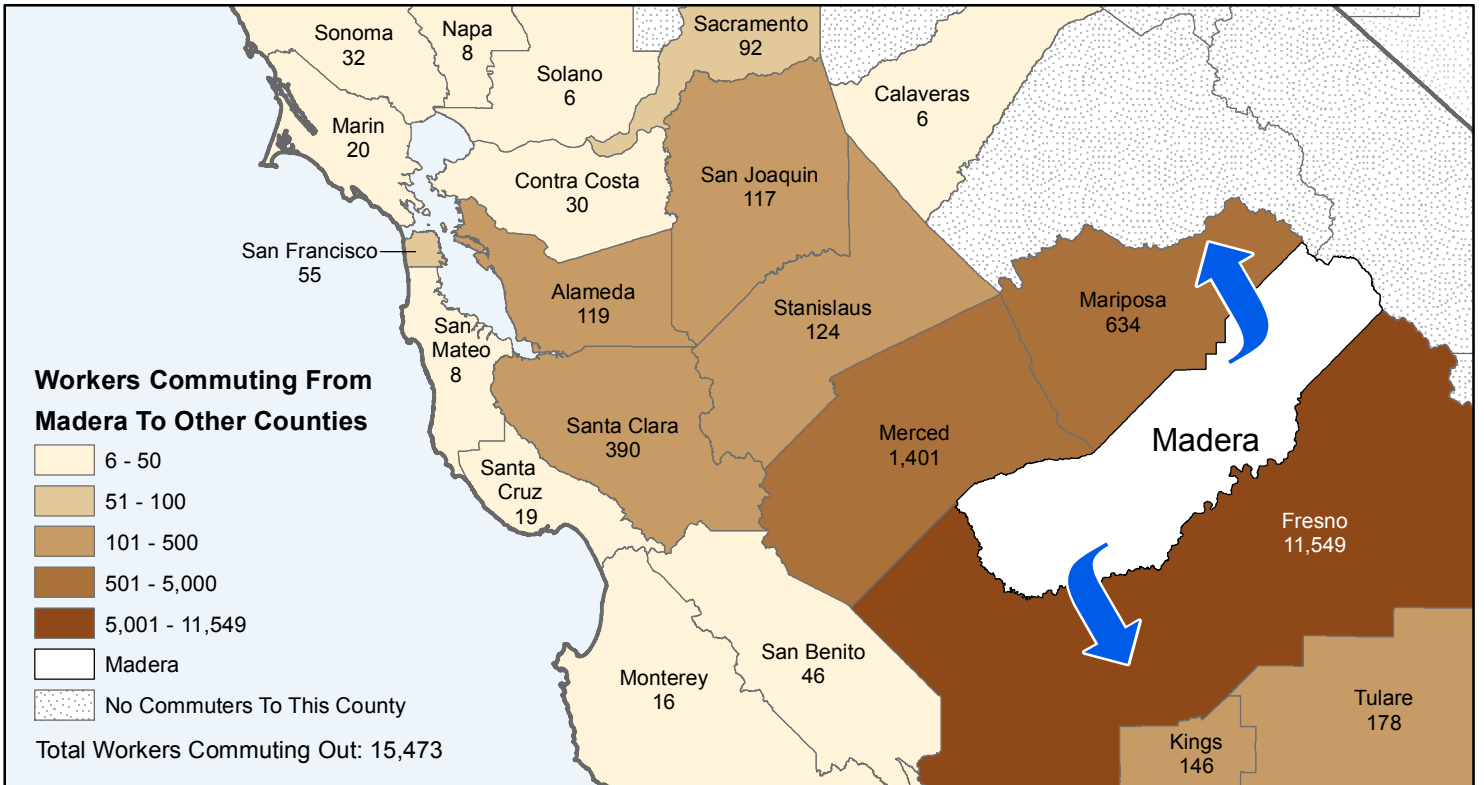 Sonoma
32
Napa
8
Solano
6
Sacramento
92
Calaveras
6
Marin
20
Contra Costa
30
San Joaquin
117
San Francisco
55
Alameda
119
Stanislaus
124
Mariposa
634
San
Mateo
8
Santa Clara
390
Merced
1,401
Madera
Santa
Cruz
19
Fresno
11,549
Monterey
16
San Benito
46
Tulare
178
Kings
146
Workers Commuting From
Madera To Other Counties
6 - 50
51 - 100
101 - 500
501 - 5,000
5,001 - 11,549
Madera
No Commuters To This County
Total Workers Commuting Out: 15,473